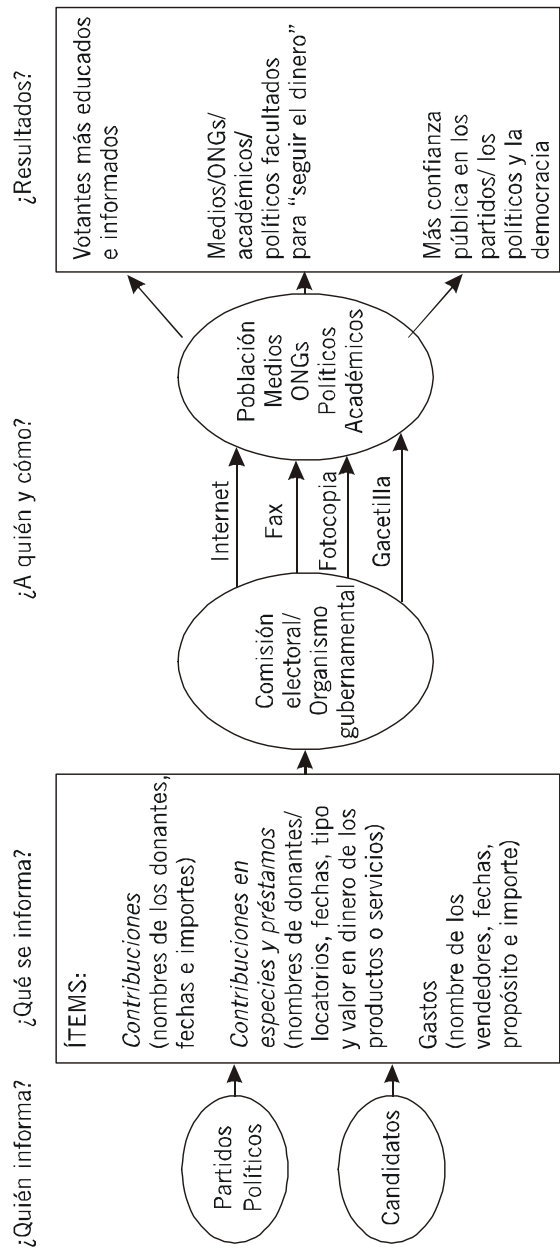 ¿Quién informa?
¿Qué se informa?
¿A quién y cómo?
¿Resultados?
Partidos
Políticos
Candidatos
ÍTEMS:
Contribuciones
(nombres de los donantes,
fechas e importes)
Contribuciones en
especies y préstamos
(nombres de donantes/
locatorios, fechas, tipo
y valor en dinero de los
productos o servicios)
Gastos
(nombre de los
vendedores, fechas,
propósito e importe)
Comisión
electoral/
Organismo
gubernamental
Internet
Fax
Fotocopia
Gacetilla
Población
Medios
ONGs
Políticos
Académicos
Votantes más educados
e informados
Medios/ONGs/
académicos/
políticos facultados
para “seguir el dinero”
Más confianza
pública en los
partidos/ los
políticos y la
democracia